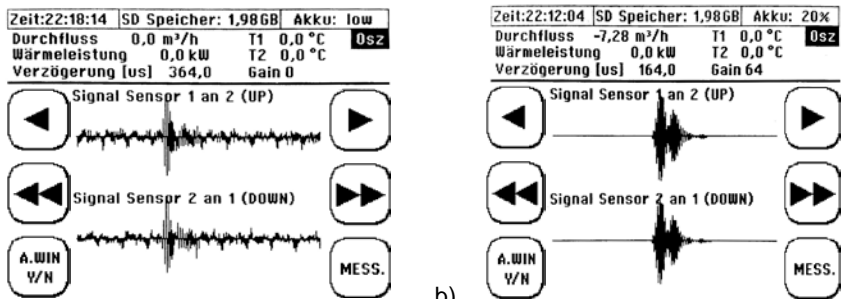 Zeit:22:18:14 SD Speicher: 1,98GB Akku: low
Durchfluss 0,0 m³/h T1 0,0 °C Osz
Wärmeleistung 0,0 kW T2 0,0 °C
Verzögerung [us] 364,0 Gain 0
Signal Sensor 1 an 2 (UP)
Signal Sensor 2 an 1 (DOWN)
A.WIN
Y/N
MESS.
b)
Zeit:22:12:04 SD Speicher: 1,98GB Akku: 20%
Durchfluss -7,28 m³/h T1 0,0 °C Osz
Wärmeleistung 0,0 kW T2 0,0 °C
Verzögerung [us] 164,0 Gain 64
Signal Sensor 1 an 2 (UP)
Signal Sensor 2 an 1 (DOWN)
A.WIN
Y/N
MESS.